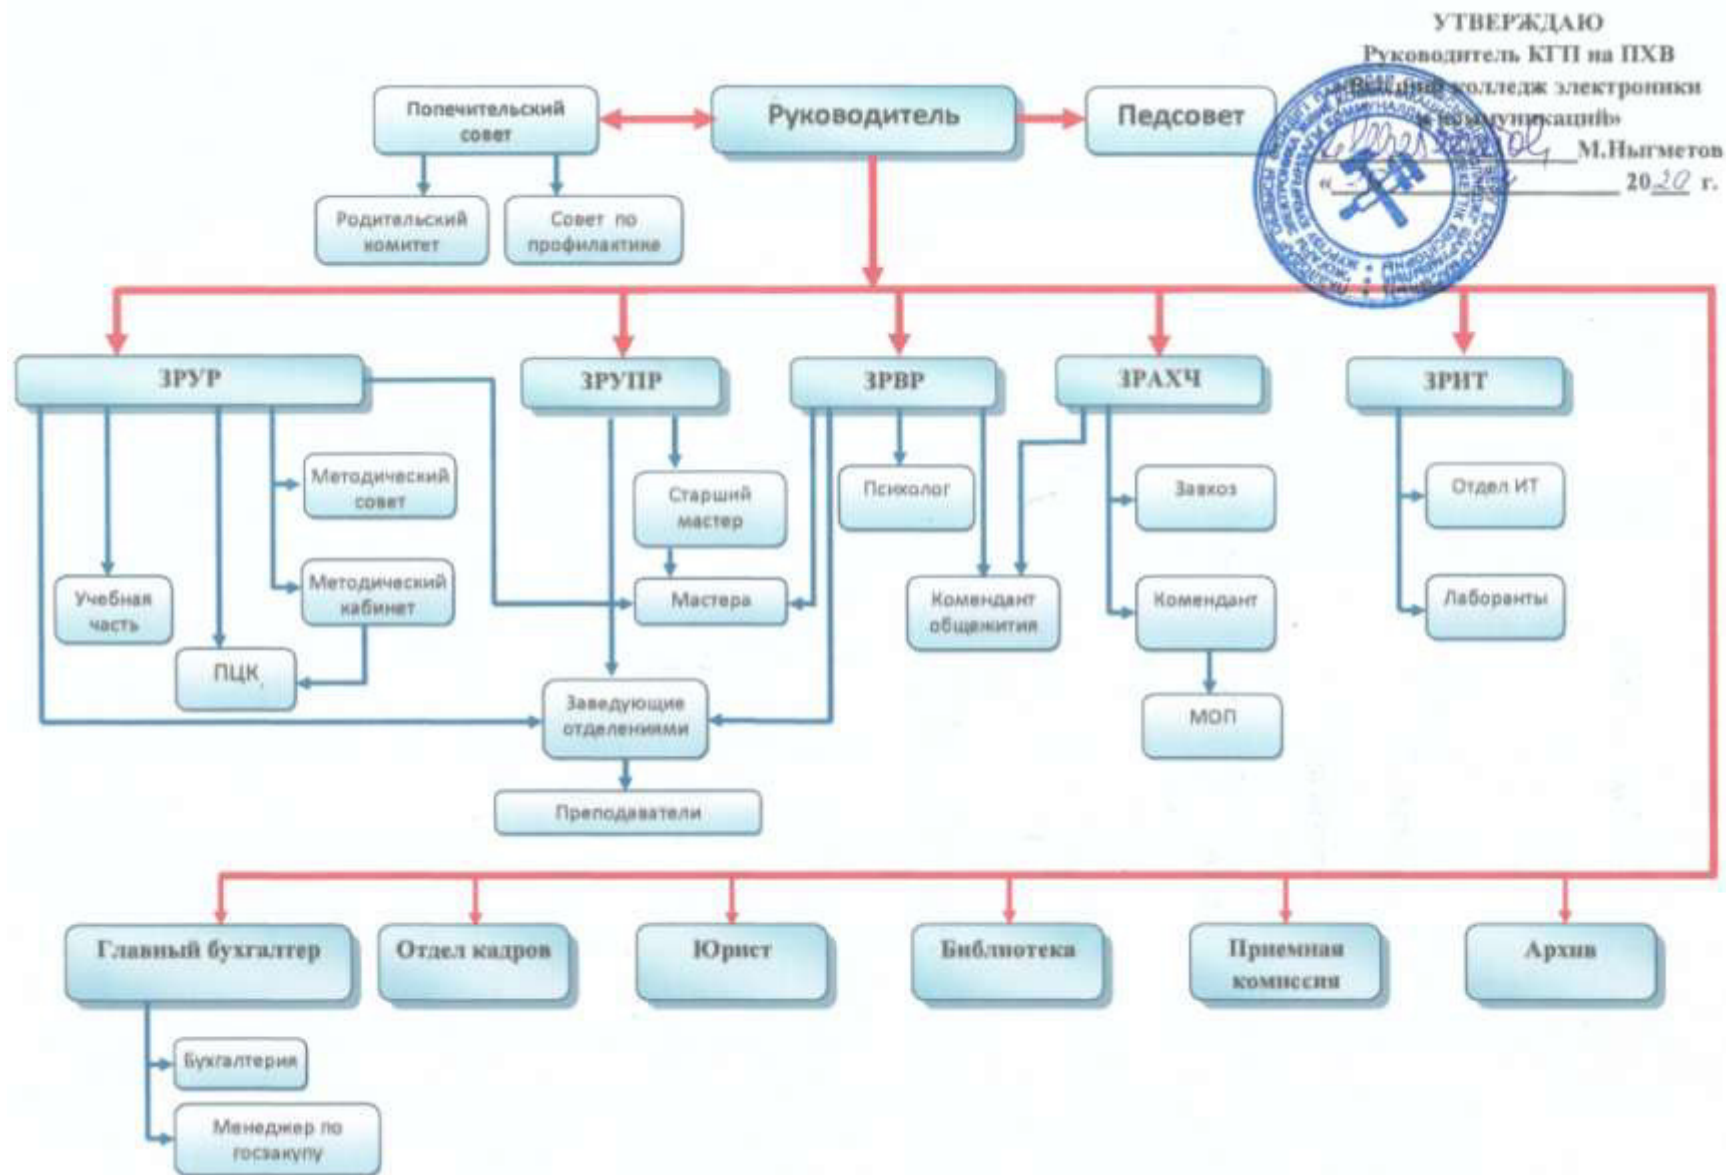 УТВЕРЖДАЮ
Руководитель КГП на ПХВ
колледж электроники
коммуникаций»
М.Ныгметов
« 2020 г.
Попечительский
совет
Руководитель
Педсовет
Родительский
комитет
Совет по
профилактике
ЗРУР
ЗРУПР
ЗРВР
ЗРАХЧ
ЗРИТ
Методический
совет
Старший
мастер
Психолог
Завхоз
Отдел ИТ
Учебная
часть
Методический
кабинет
Мастера
Комендант
общежития
Комендант
Лаборанты
ПЦК
Заведующие
отделениями
МОП
Преподаватели
Главный бухгалтер
Отдел кадров
Юрист
Библиотека
Приемная
комиссия
Архив
Бухгалтерия
Менеджер по
госзакупу